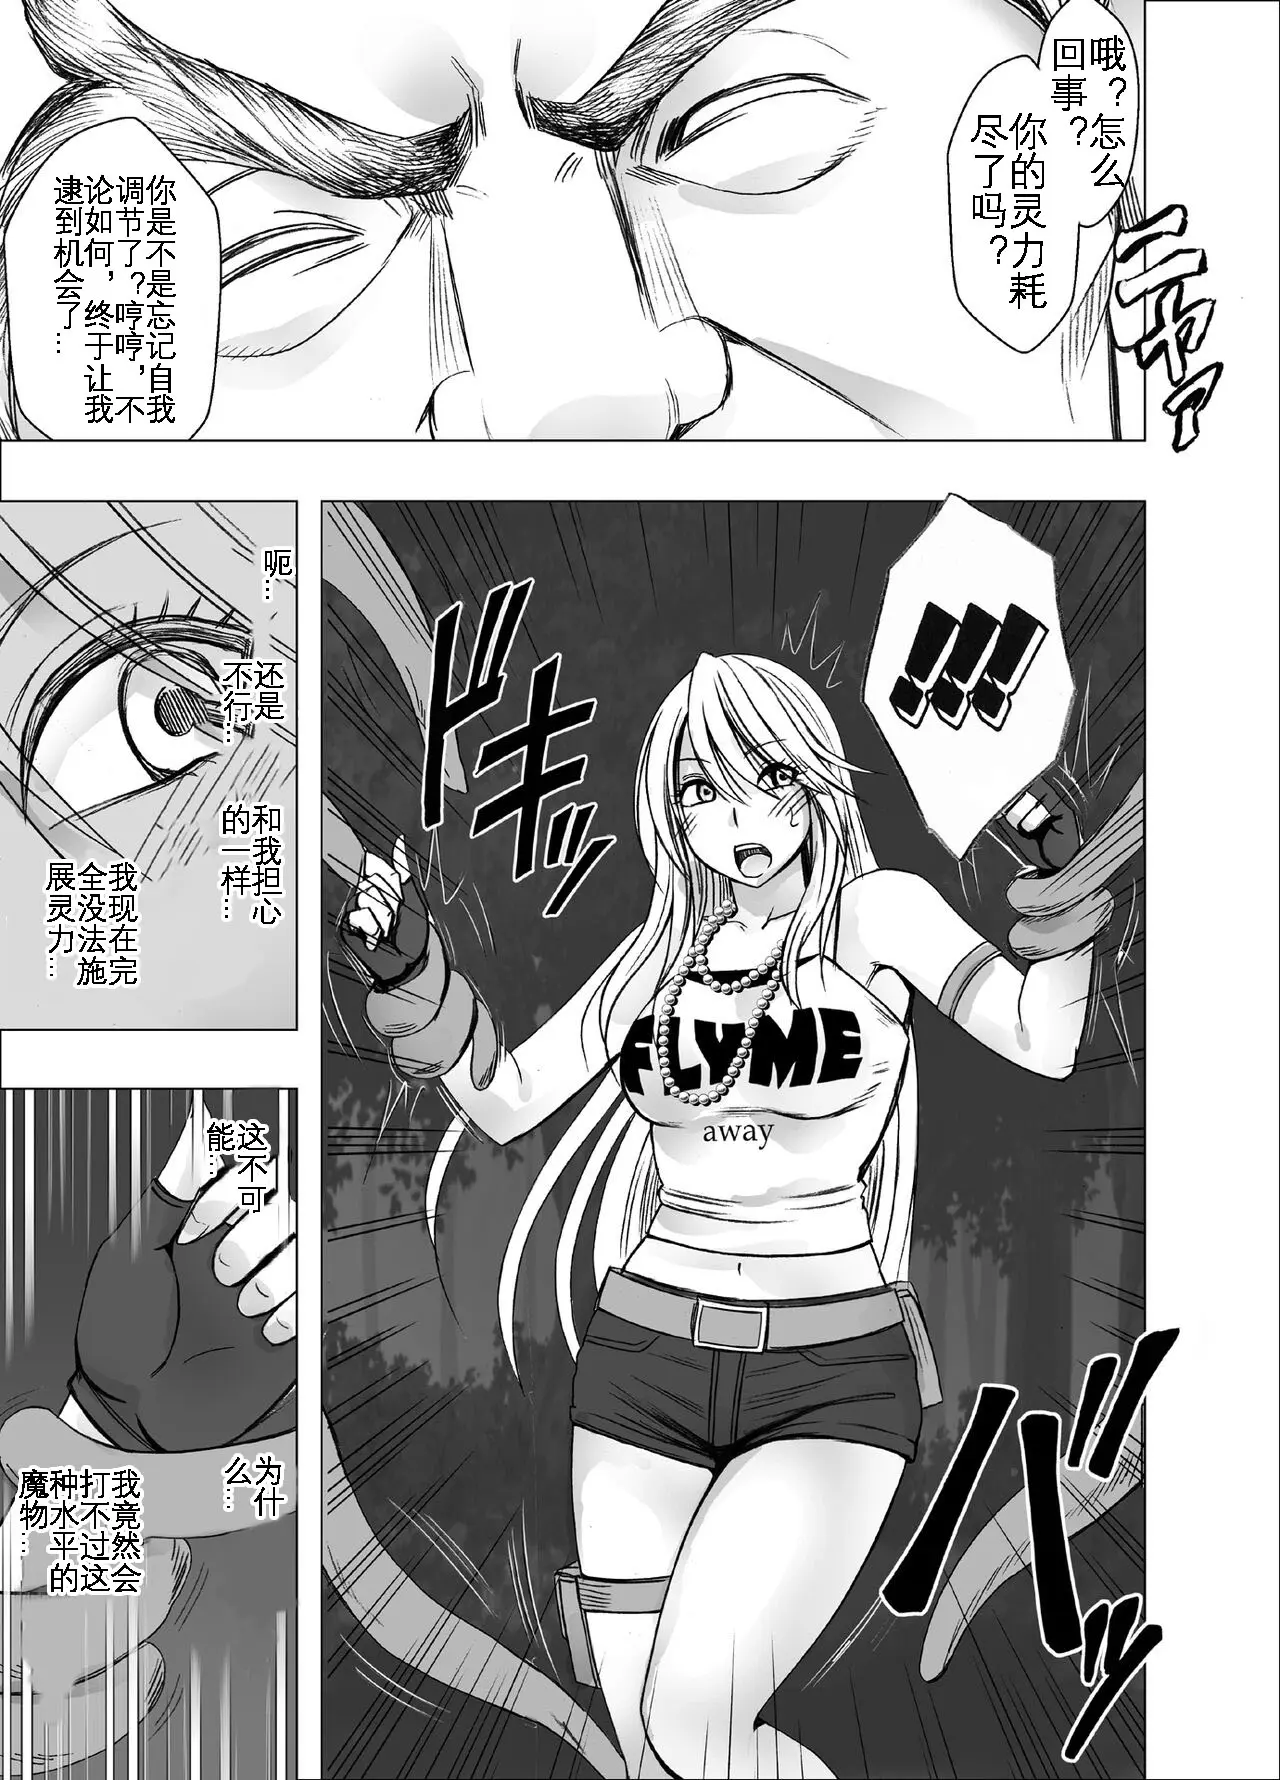 哦？怎么
回事？
你的灵力耗
尽了吗？
ニヤッ
你是不是忘记自我
调节了？哼哼，不
论如何，终于让我
逮到机会了…
!!!
ドキッ
FLYME
away
バッ
呃…
还是
不行…
和我担心
的一样…
我现在完
全没法施
展灵力…
这不可
能…
为什
么…
我竟然会
打不过这
种水平的
魔物…